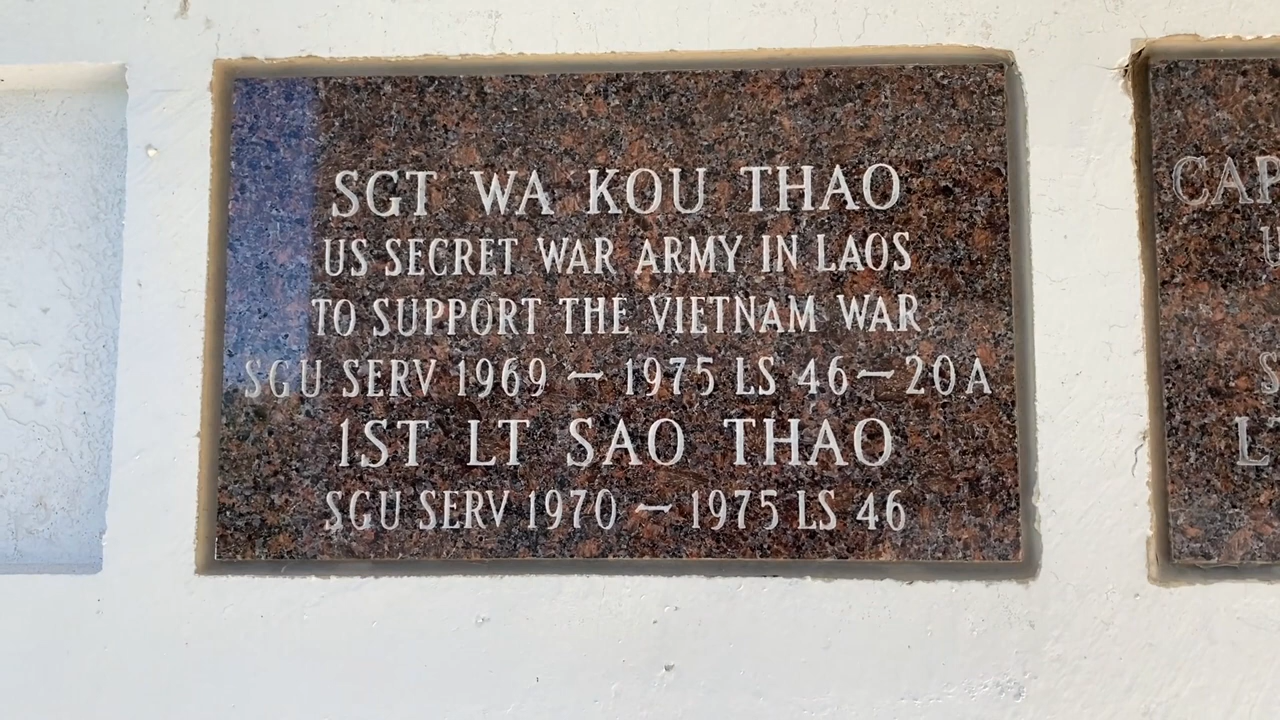 SGT WA KOU THAO
US SECRET WAR ARMY IN LAOS
TO SUPPORT THE VIETNAM WAR
SGU SERV 1969 ~ 1975 LS 46~20A
1ST LT SAO THAO
SGU SERV 1970 ~ 1975 LS 46